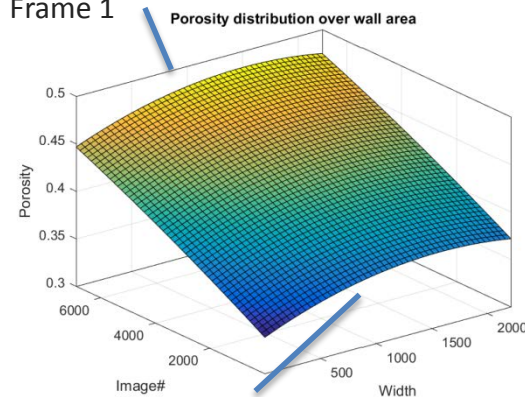 Frame 1
Porosity distribution over wall area
0.5
0.45
0.4
0.35
0.3
Porosity
6000
4000
2000
Image#
500
1000
1500
2000
Width